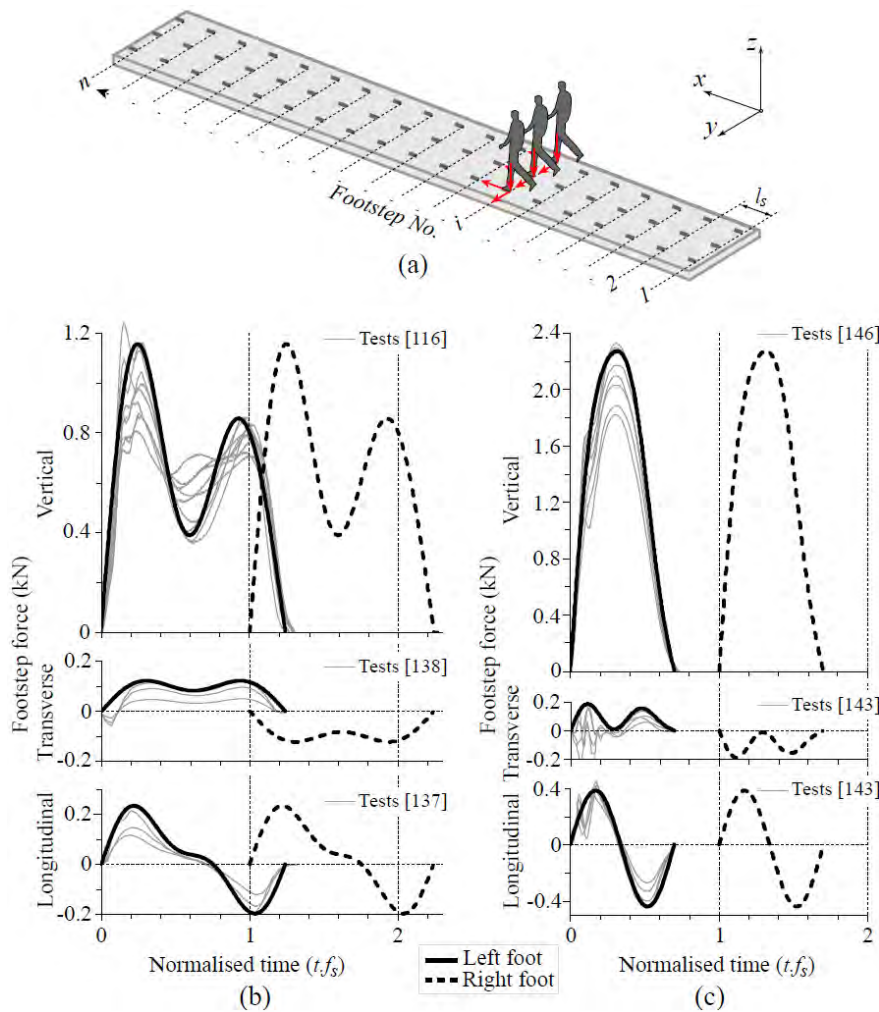 z
x
y
n
Footstep No.
i
l_s
2
1
(a)
Footstep force (kN)
Vertical
1.2
0.8
0.4
0
Tests [116]
Transverse
0.2
0
-0.2
Tests [138]
Longitudinal
0.2
0
-0.2
Tests [137]
0 1 2
Normalised time (t.f_s)
(b)
Footstep force (kN)
Vertical
2.4
2.0
1.6
1.2
2.4
0.4
0
Tests [146]
Transverse
0.2
0
-0.2
Tests [143]
Longitudinal
0.4
0
-0.4
Tests [143]
0 1 2
Normalised time (t.f_s)
(c)
Left foot
Right foot